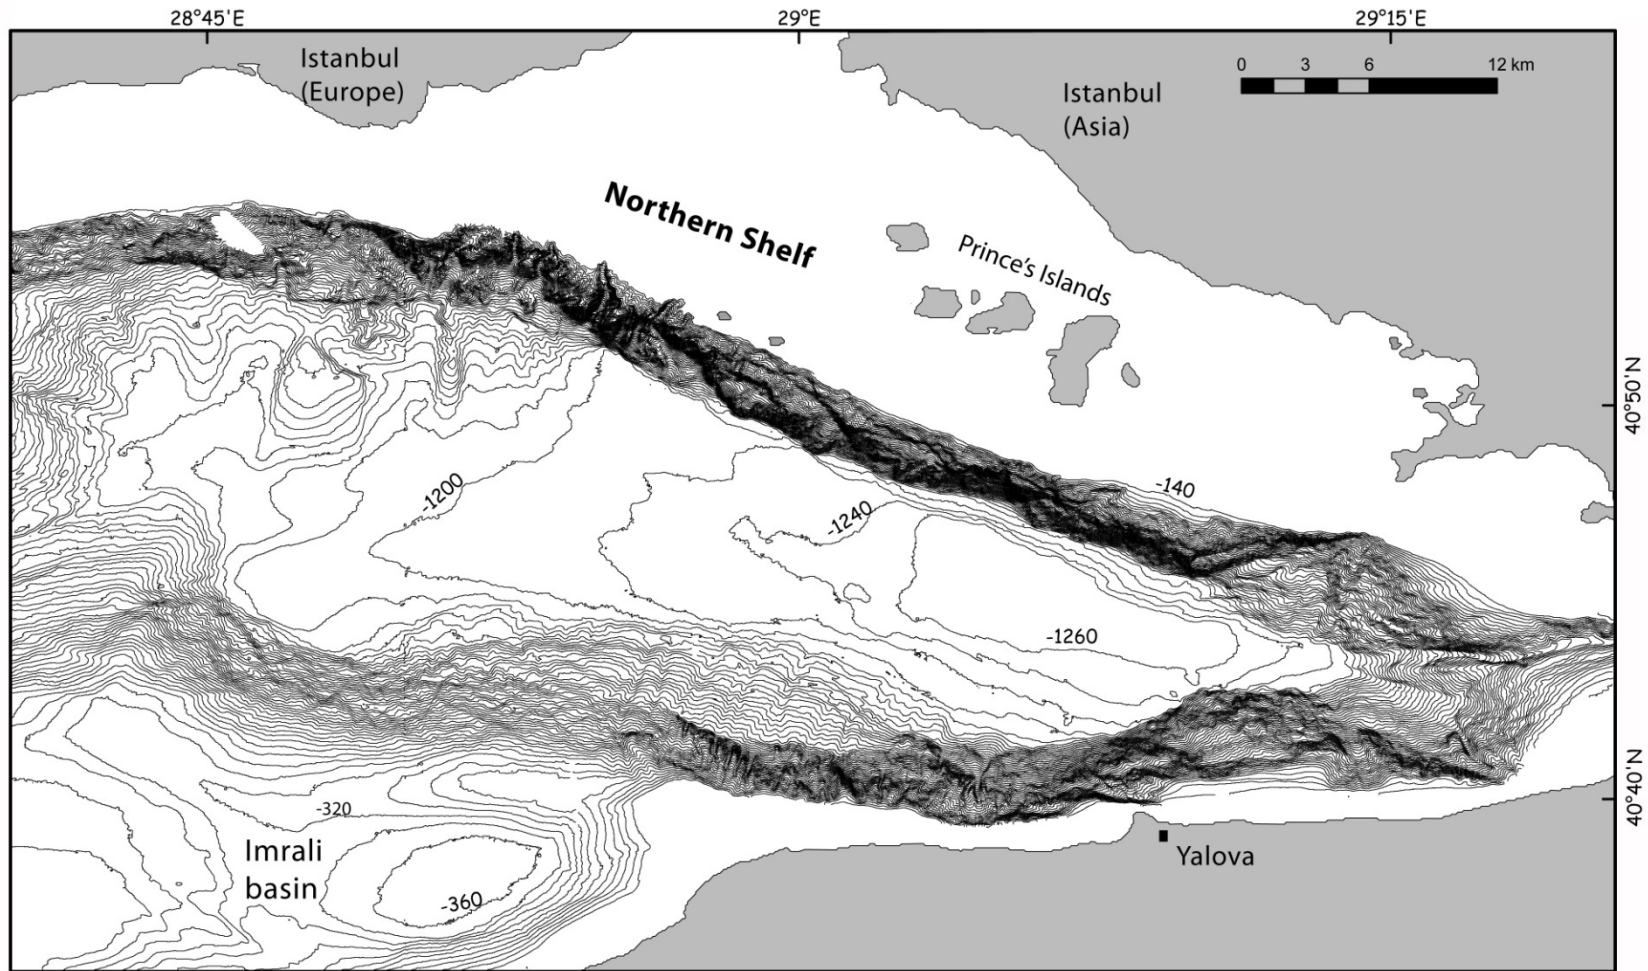 28°45'E
29°E
29°15'E
Istanbul
(Europe)
0 3 6 12 km
Istanbul
(Asia)
Northern Shelf
Prince's Islands
40°50'N
-1200
-140
-1240
-1260
40°40'N
-320
Imrali
basin
-360
Yalova